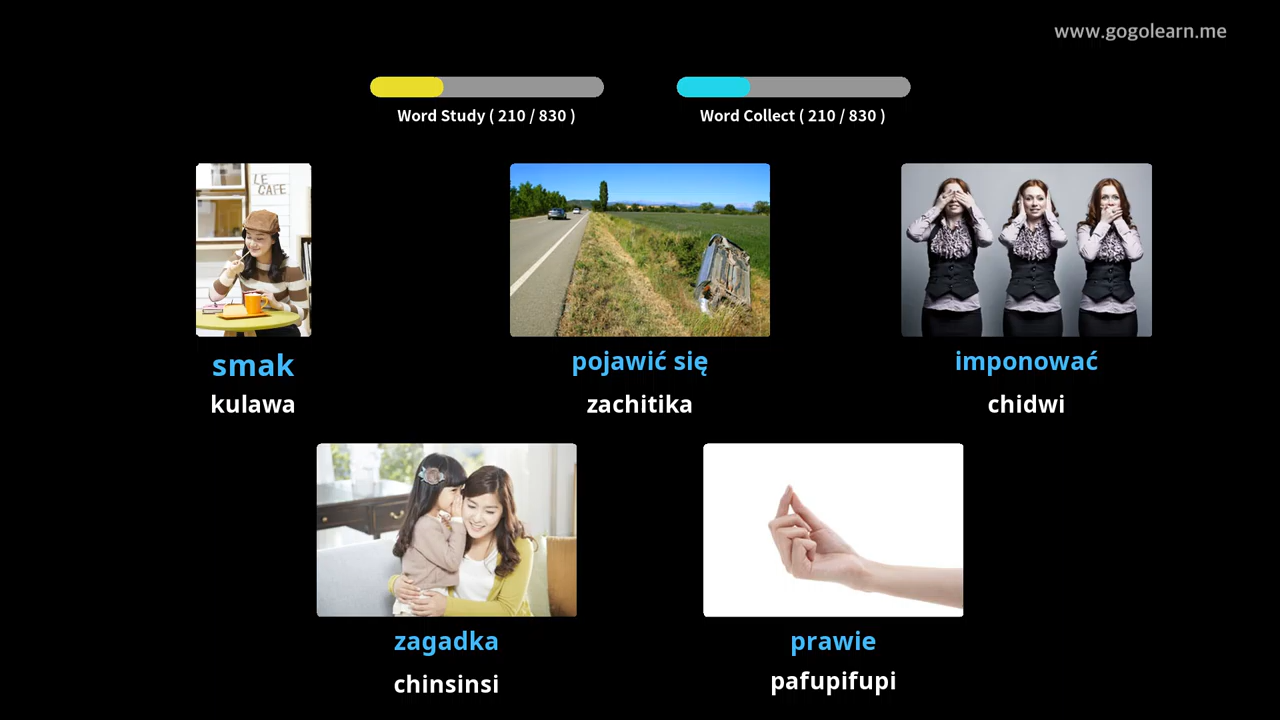 www.gogolearn.me
Word Study ( 210 / 830 )
Word Collect ( 210 / 830 )
LE CAFE
smak
kulawa
pojawić się
zachitika
imponować
chidwi
zagadka
chinsinsi
prawie
pafupifupi